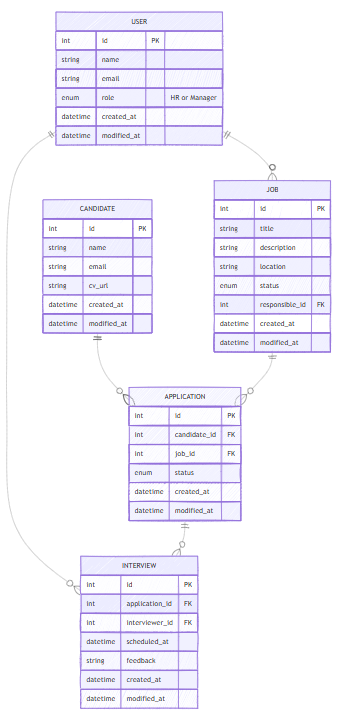 USER
int id PK
string name
string email
enum role HR or Manager
datetime created_at
datetime modified_at
CANDIDATE
int id PK
string name
string email
string cv_url
datetime created_at
datetime modified_at
JOB
int id PK
string title
string description
string location
enum status
int responsible_id FK
datetime created_at
datetime modified_at
APPLICATION
int id PK
int candidate_id FK
int job_id FK
enum status
datetime created_at
datetime modified_at
INTERVIEW
int id PK
int application_id FK
int interviewer_id FK
datetime scheduled_at
string feedback
datetime created_at
datetime modified_at